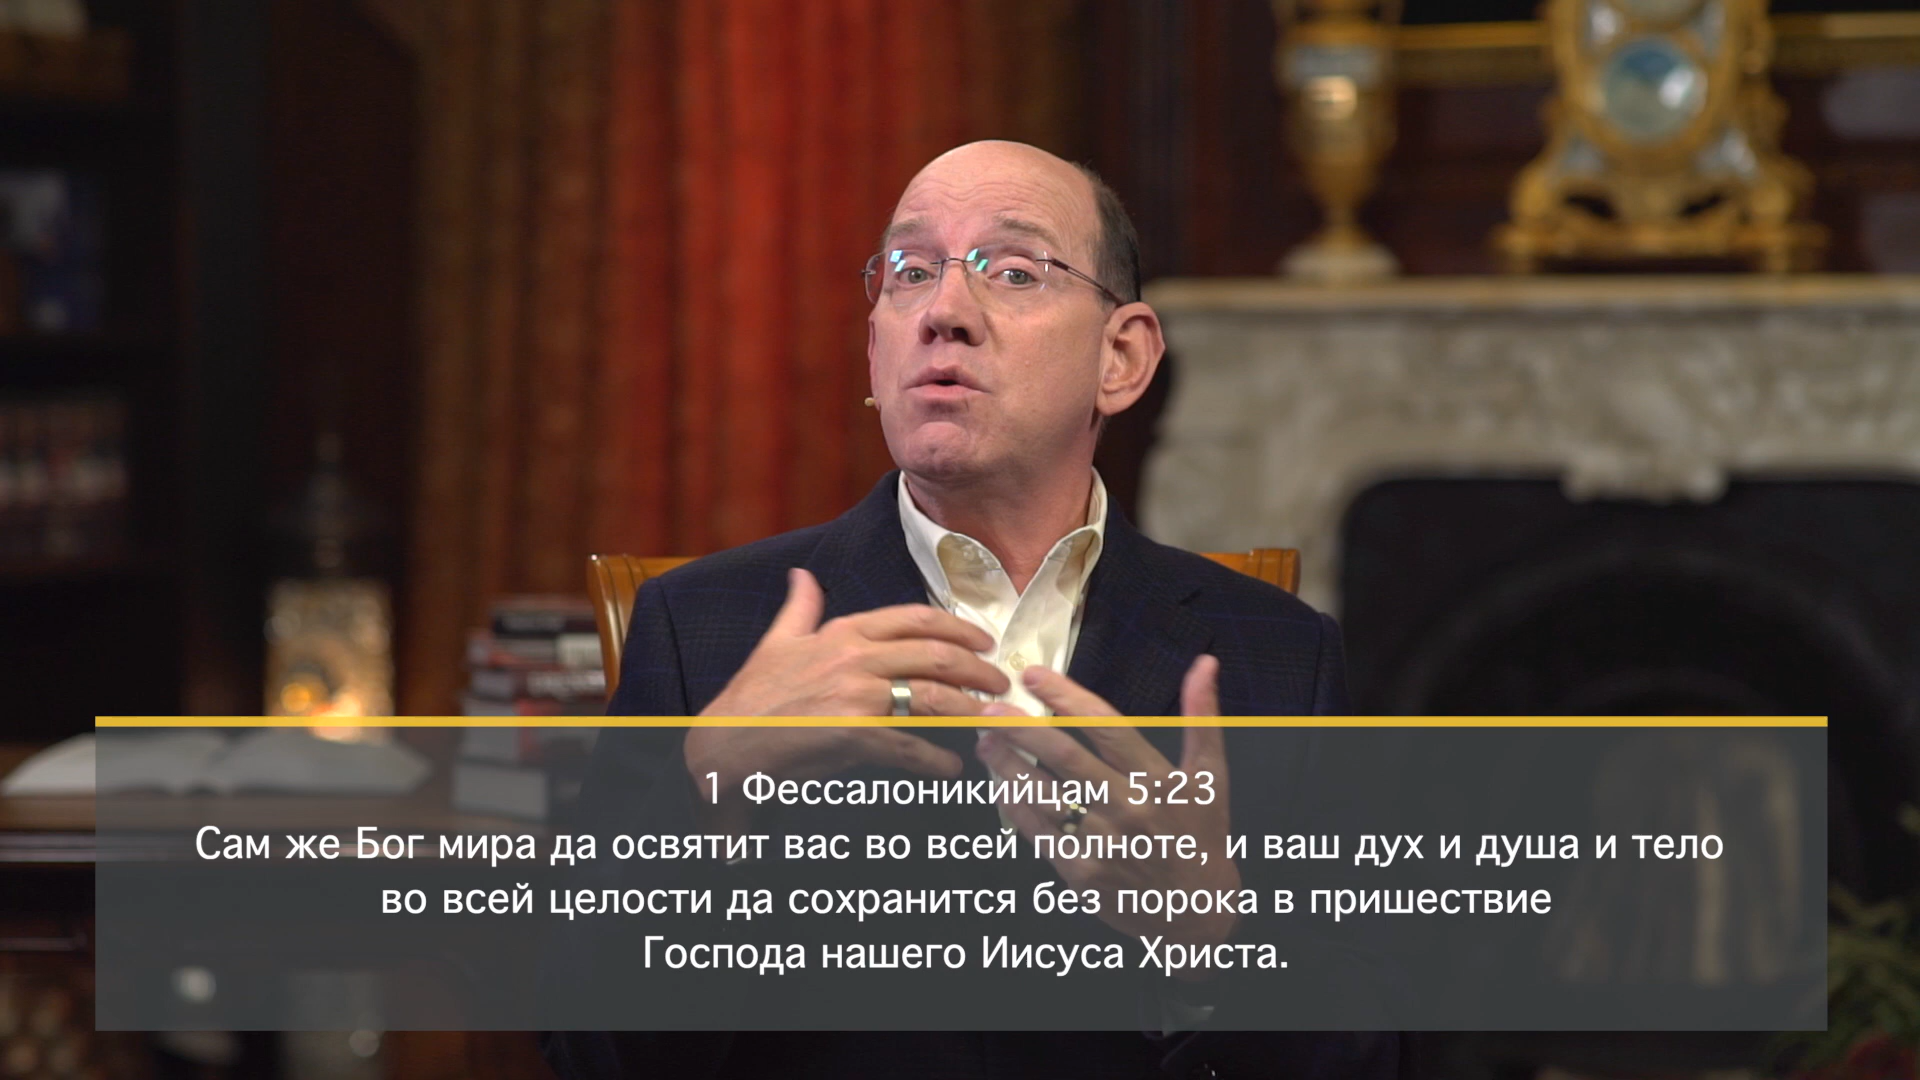 1 Фессалоникийцам 5:23
Сам же Бог мира да освятит вас во всей полноте, и ваш дух и душа и тело
во всей целости да сохранится без порока в пришествие
Господа нашего Иисуса Христа.